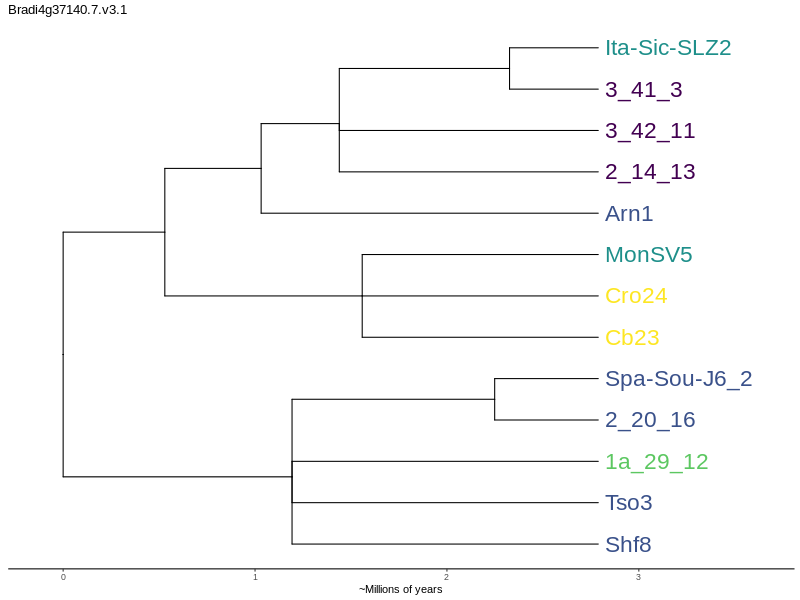 Bradi4g37140.7.v3.1
Ita-Sic-SLZ2
3_41_3
3_42_11
2_14_13
Arn1
MonSV5
Cro24
Cb23
Spa-Sou-J6_2
2_20_16
1a_29_12
Tso3
Shf8
0 1 2 3
~Millions of years